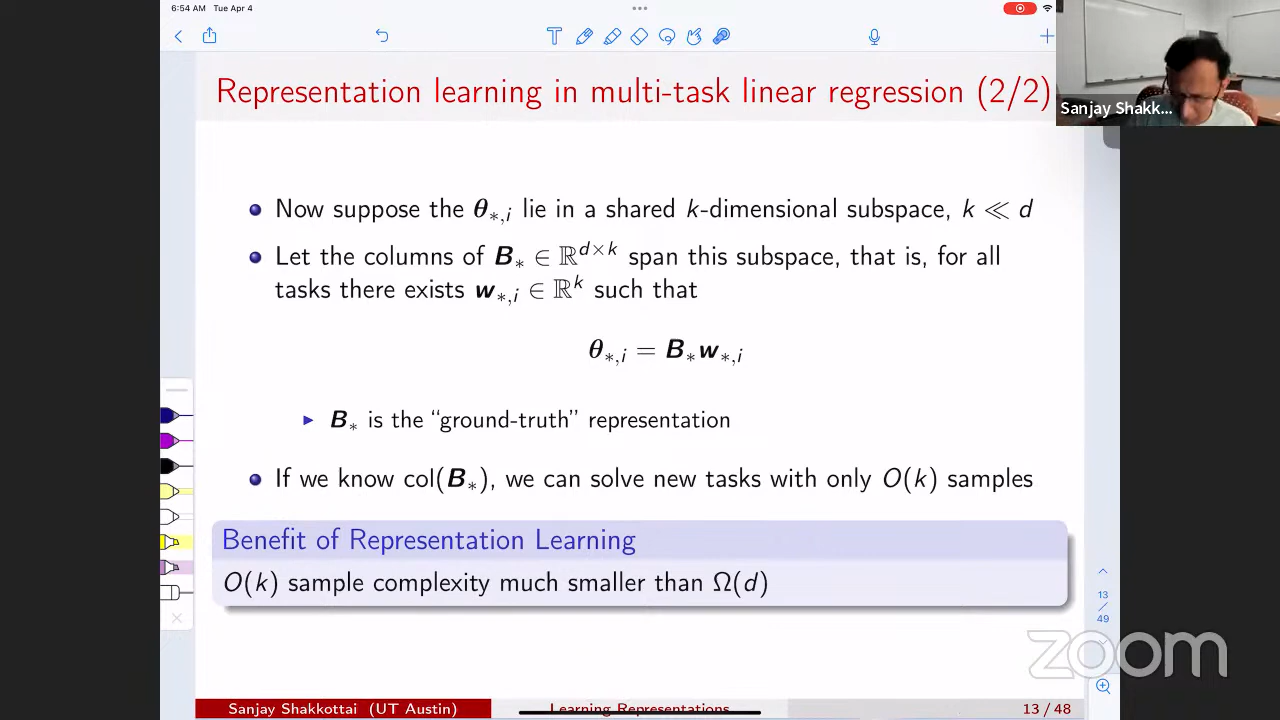 6:54 AM Tue Apr 4
Representation learning in multi-task linear regression (2/2)
Sanjay Shakk...
Now suppose the θ∗,i lie in a shared k-dimensional subspace, k ≪ d
Let the columns of B∗ ∈ ℝ^{d×k} span this subspace, that is, for all
tasks there exists w∗,i ∈ ℝ^k such that
θ∗,i = B∗w∗,i
B∗ is the “ground-truth” representation
If we know col(B∗), we can solve new tasks with only O(k) samples
Benefit of Representation Learning
O(k) sample complexity much smaller than Ω(d)
13
/
49
zoom
Sanjay Shakkottai (UT Austin)
Learning Representations
13 / 48